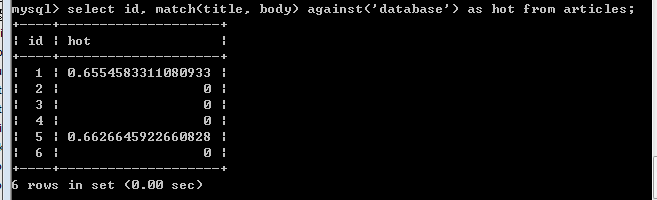 mysql> select id, match(title, body) against('database') as hot from articles;
+----+--------------------+
| id | hot                |
+----+--------------------+
|  1 | 0.6554583311080933 |
|  2 |                  0 |
|  3 |                  0 |
|  4 |                  0 |
|  5 | 0.6626645922660828 |
|  6 |                  0 |
+----+--------------------+
6 rows in set (0.00 sec)